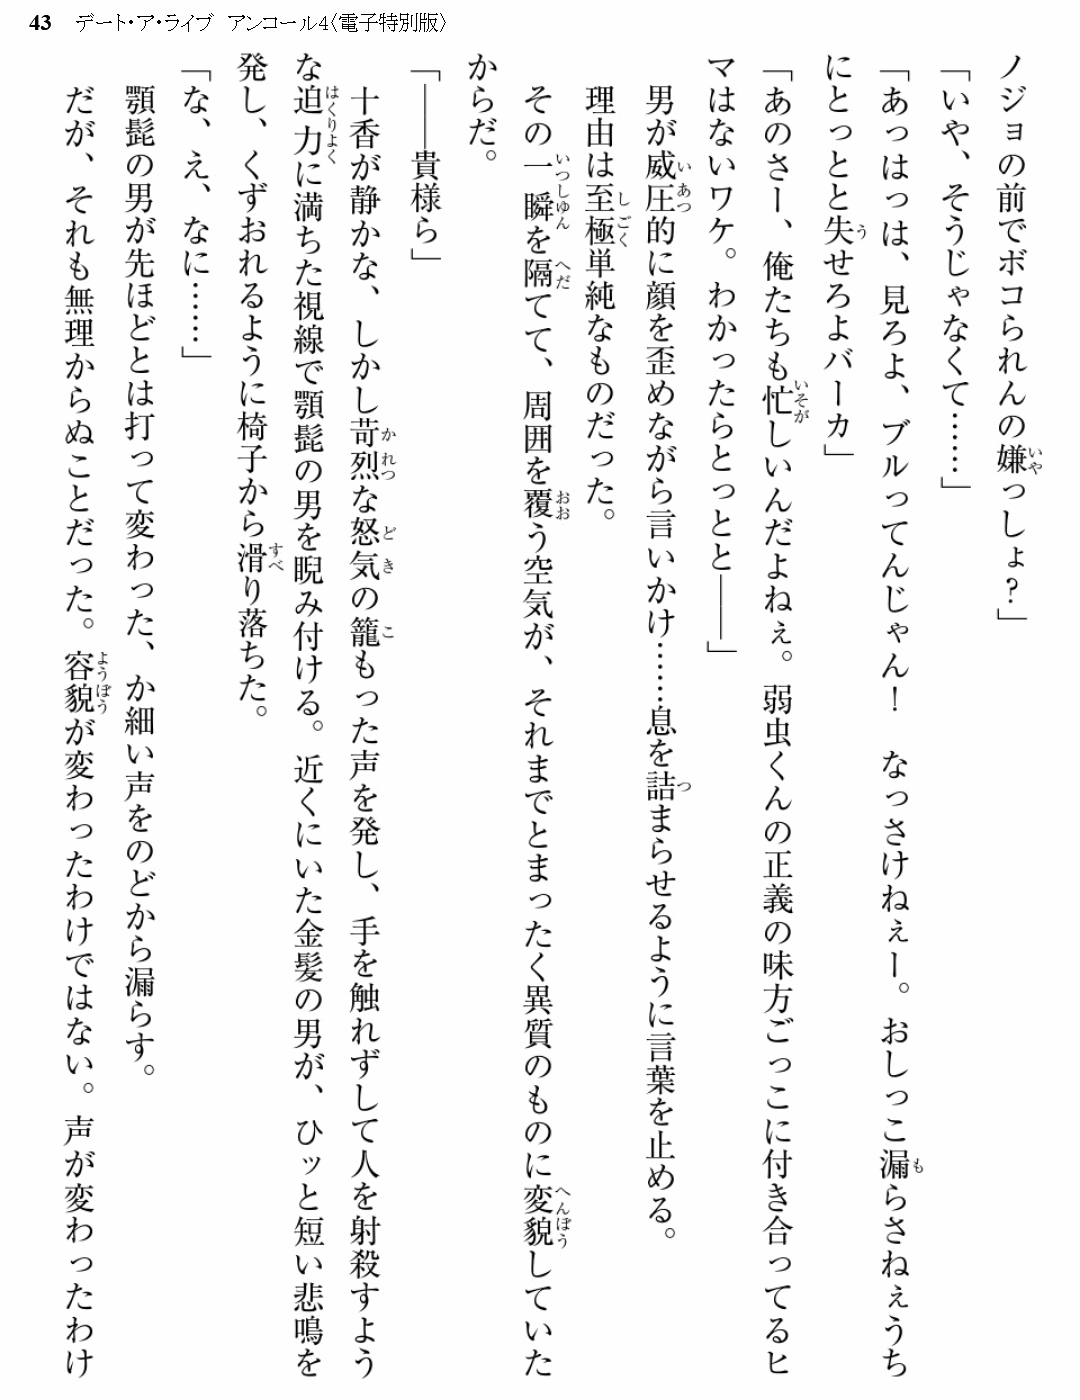 43 デート・ア・ライブ アンコール4〈電子特別版〉
ノジョの前でボコられんの嫌っしょ?」
「いや、そうじゃなくて……」
「あっはっは、見ろよ、ブルってんじゃん! なっさけねぇー。おしっこ漏らさねぇうち
にとっとと失せろよバーカ」
「あのさー、俺たちも忙しいんだよねぇ。弱虫くんの正義の味方ごっこに付き合ってるヒ
マはないワケ。わかったらとっとと――」
男が威圧的に顔を歪めながら言いかけ……息を詰まらせるように言葉を止める。
理由は至極単純なものだった。
その一瞬を隔てて、周囲を覆う空気が、それまでとまったく異質のものに変貌していた
からだ。
「――貴様ら」
十香が静かな、しかし苛烈な怒気の籠もった声を発し、手を触れずして人を射殺すよう
な迫力に満ちた視線で顎髭の男を睨み付ける。近くにいた金髪の男が、ひッと短い悲鳴を
発し、くずおれるように椅子から滑り落ちた。
「な、え、なに……」
顎髭の男が先ほどとは打って変わった、か細い声をのどから漏らす。
だが、それも無理からぬことだった。容貌が変わったわけではない。声が変わったわけ